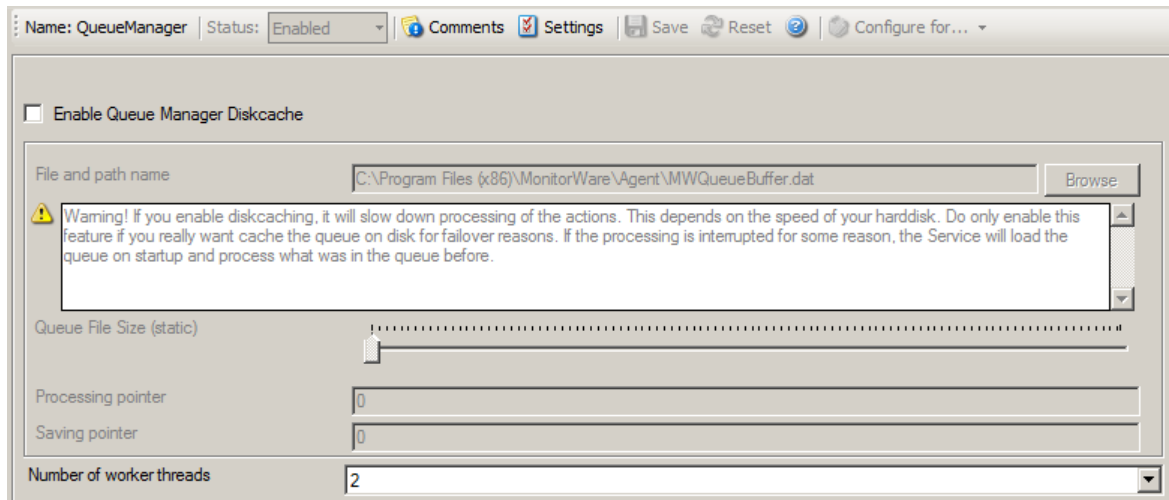 Name: QueueManager Status: Enabled Comments Settings Save Reset Configure for...
Enable Queue Manager Diskcache
File and path name C:\Program Files (x86)\MonitorWare\Agent\MWQueueBuffer.dat Browse
Warning! If you enable diskcaching, it will slow down processing of the actions. This depends on the speed of your harddisk. Do only enable this
feature if you really want cache the queue on disk for failover reasons. If the processing is interrupted for some reason, the Service will load the
queue on startup and process what was in the queue before.
Queue File Size (static)
Processing pointer 0
Saving pointer 0
Number of worker threads 2